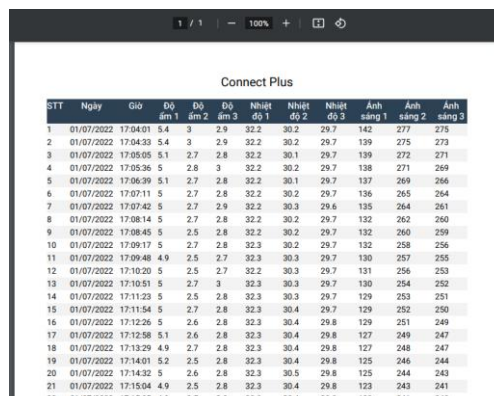 1 / 1 | — 100% +
Connect Plus
STT Ngày Giờ Độ ẩm 1 Độ ẩm 2 Độ ẩm 3 Nhiệt độ 1 Nhiệt độ 2 Nhiệt độ 3 Ánh sáng 1 Ánh sáng 2 Ánh sáng 3
1 01/07/2022 17:04:01 5.4 3 2.9 32.2 30.2 29.7 142 277 275
2 01/07/2022 17:04:33 5.4 3 2.9 32.2 30.2 29.7 139 275 273
3 01/07/2022 17:05:05 5.1 2.7 2.8 32.2 30.1 29.7 139 272 271
4 01/07/2022 17:05:36 5 2.8 3 32.2 30.2 29.7 138 271 269
5 01/07/2022 17:06:39 5.1 2.7 2.8 32.2 30.1 29.7 137 269 266
6 01/07/2022 17:07:11 5 2.7 2.8 32.2 30.2 29.7 136 265 264
7 01/07/2022 17:07:42 5 2.7 2.9 32.2 30.3 29.6 135 264 261
8 01/07/2022 17:08:14 5 2.7 2.8 32.2 30.2 29.7 132 262 260
9 01/07/2022 17:08:45 5 2.5 2.8 32.2 30.2 29.7 132 260 259
10 01/07/2022 17:09:17 5 2.7 2.8 32.3 30.2 29.7 132 258 256
11 01/07/2022 17:09:48 4.9 2.5 2.7 32.3 30.3 29.7 130 257 255
12 01/07/2022 17:10:20 5 2.5 2.7 32.2 30.3 29.7 131 256 253
13 01/07/2022 17:10:51 5 2.7 3 32.3 30.3 29.7 130 254 252
14 01/07/2022 17:11:23 5 2.5 2.8 32.3 30.3 29.7 129 253 251
15 01/07/2022 17:11:54 5 2.7 2.8 32.3 30.4 29.7 129 252 250
16 01/07/2022 17:12:26 5 2.6 2.8 32.3 30.4 29.8 129 251 249
17 01/07/2022 17:12:58 5.1 2.6 2.8 32.3 30.4 29.8 127 249 247
18 01/07/2022 17:13:29 4.9 2.7 2.8 32.3 30.4 29.8 127 248 247
19 01/07/2022 17:14:01 5.2 2.5 2.8 32.3 30.4 29.8 125 246 244
20 01/07/2022 17:14:32 5 2.6 2.8 32.3 30.5 29.8 125 244 243
21 01/07/2022 17:15:04 4.9 2.5 2.8 32.3 30.4 29.8 123 243 241